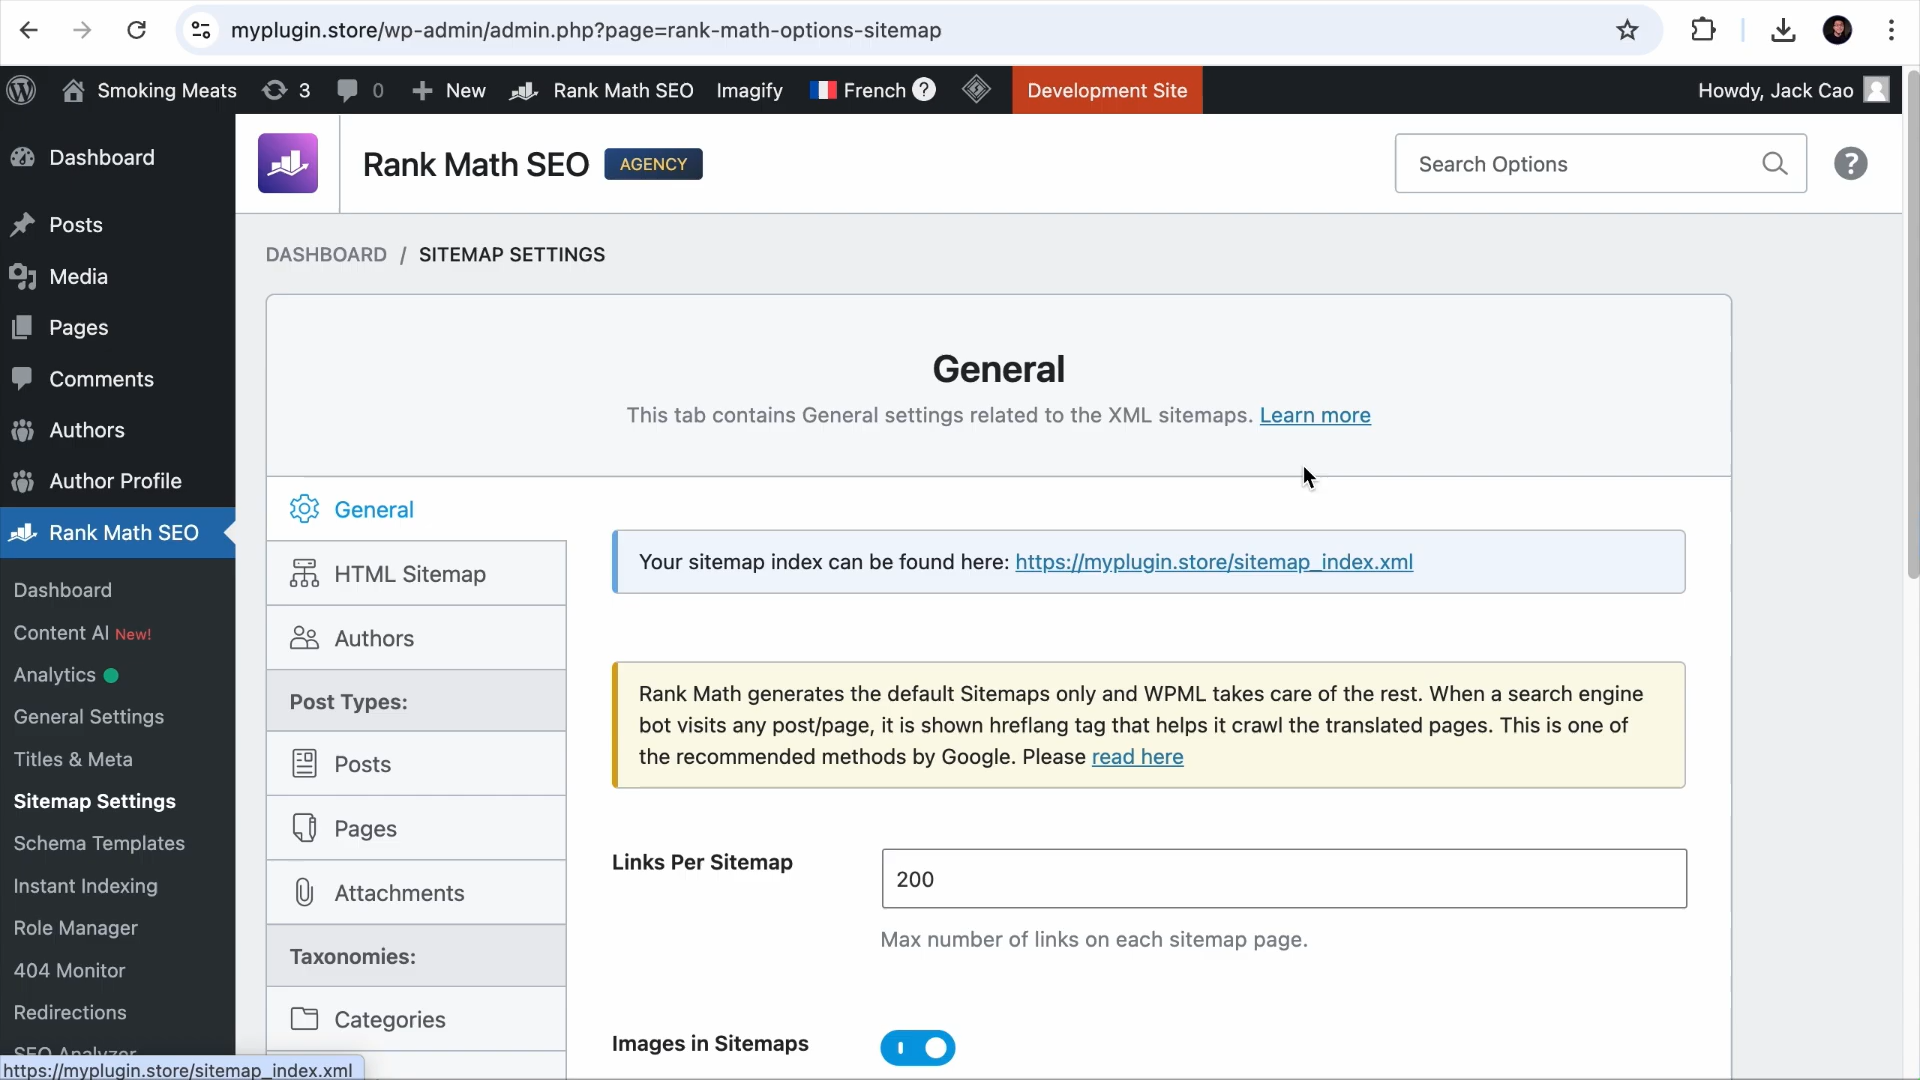 myplugin.store/wp-admin/admin.php?page=rank-math-options-sitemap
Smoking Meats 3 0 New Rank Math SEO Imagify French ? Development Site Howdy, Jack Cao
Dashboard
Posts
Media
Pages
Comments
Authors
Author Profile
Rank Math SEO
Dashboard
Content AI New!
Analytics
General Settings
Titles & Meta
Sitemap Settings
Schema Templates
Instant Indexing
Role Manager
404 Monitor
Redirections
SEO Analyzer
https://myplugin.store/sitemap_index.xml
Rank Math SEO AGENCY
Search Options ?
DASHBOARD / SITEMAP SETTINGS
General
This tab contains General settings related to the XML sitemaps. Learn more
General
HTML Sitemap
Authors
Post Types:
Posts
Pages
Attachments
Taxonomies:
Categories
Your sitemap index can be found here: https://myplugin.store/sitemap_index.xml
Rank Math generates the default Sitemaps only and WPML takes care of the rest. When a search engine
bot visits any post/page, it is shown hreflang tag that helps it crawl the translated pages. This is one of
the recommended methods by Google. Please read here
Links Per Sitemap
200
Max number of links on each sitemap page.
Images in Sitemaps